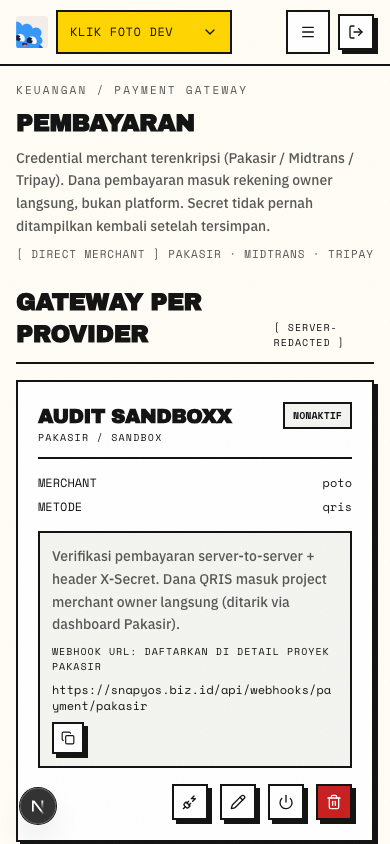 KLIK FOTO DEV
KEUANGAN / PAYMENT GATEWAY
PEMBAYARAN
Credential merchant terenkripsi (Pakasir / Midtrans /
Tripay). Dana pembayaran masuk rekening owner
langsung, bukan platform. Secret tidak pernah
ditampilkan kembali setelah tersimpan.
[ DIRECT MERCHANT ] PAKASIR · MIDTRANS · TRIPAY
GATEWAY PER
PROVIDER
[ SERVER-
REDACTED ]
AUDIT SANDBOXX
NONAKTIF
PAKASIR / SANDBOX
MERCHANT poto
METODE qris
Verifikasi pembayaran server-to-server +
header X-Secret. Dana QRIS masuk project
merchant owner langsung (ditarik via
dashboard Pakasir).
WEBHOOK URL: DAFTARKAN DI DETAIL PROYEK
PAKASIR
https://snapyos.biz.id/api/webhooks/pa
yment/pakasir
N